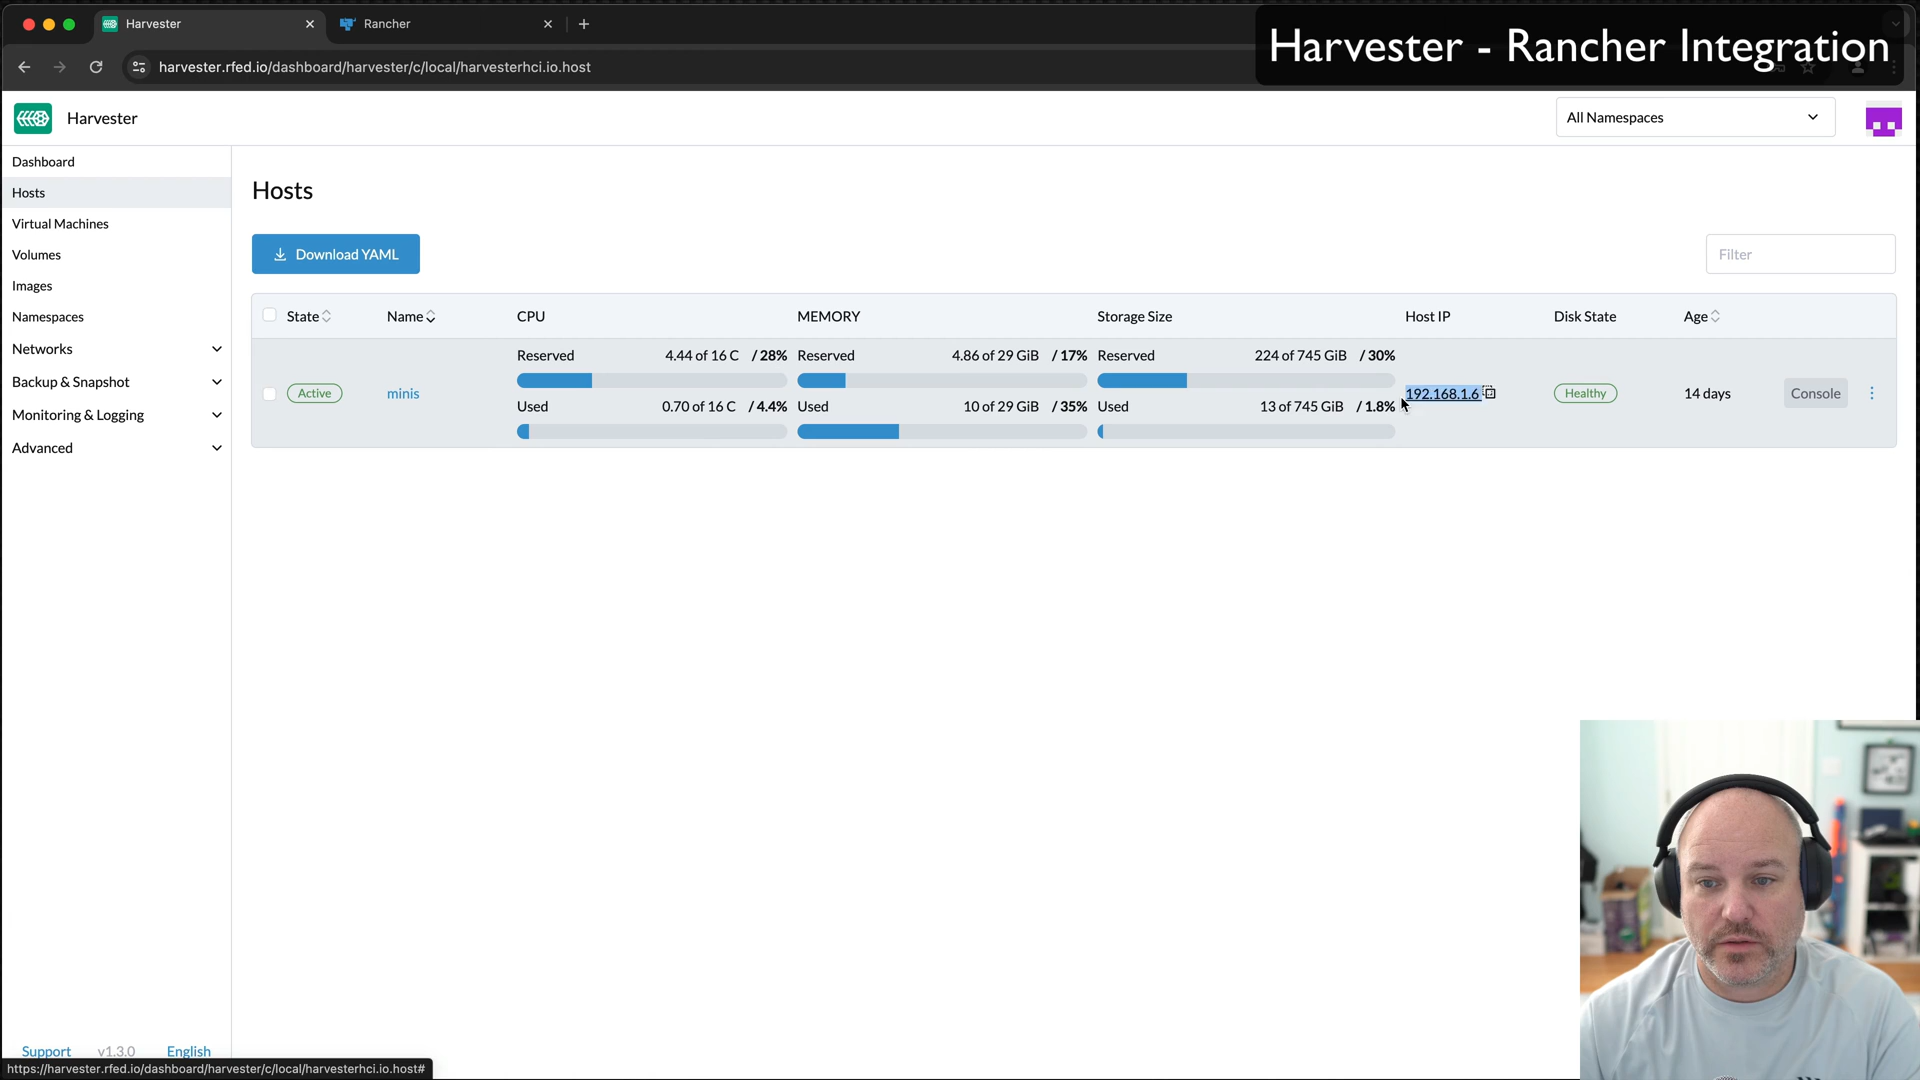 Harvester
Rancher
Harvester - Rancher Integration
harvester.rfed.io/dashboard/harvester/c/local/harvesterhci.io.host
Harvester
All Namespaces
Dashboard
Hosts
Virtual Machines
Volumes
Images
Namespaces
Networks
Backup & Snapshot
Monitoring & Logging
Advanced
Hosts
Download YAML
Filter
State Name CPU MEMORY Storage Size Host IP Disk State Age
Reserved 4.44 of 16 C / 28% Reserved 4.86 of 29 GiB / 17% Reserved 224 of 745 GiB / 30%
Active minis 192.168.1.6 Healthy 14 days Console
Used 0.70 of 16 C / 4.4% Used 10 of 29 GiB / 35% Used 13 of 745 GiB / 1.8%
Support v1.3.0 English
https://harvester.rfed.io/dashboard/harvester/c/local/harvesterhci.io.host#